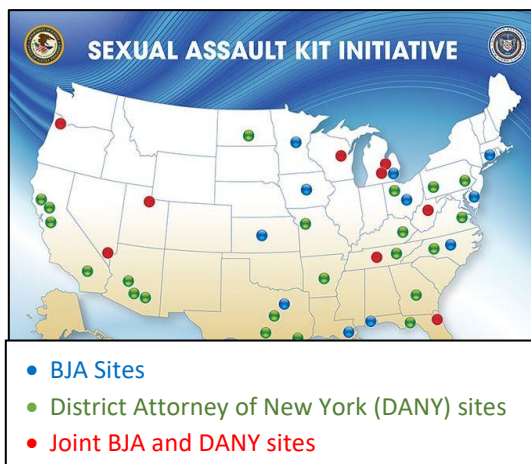 SEXUAL ASSAULT KIT INITIATIVE
BJA Sites
District Attorney of New York (DANY) sites
Joint BJA and DANY sites